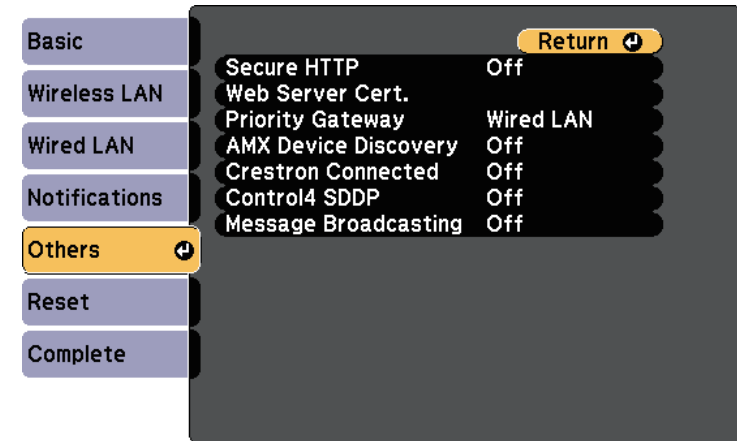 Basic
Wireless LAN
Wired LAN
Notifications
Others
Reset
Complete
Return
Secure HTTP Off
Web Server Cert.
Priority Gateway Wired LAN
AMX Device Discovery Off
Crestron Connected Off
Control4 SDDP Off
Message Broadcasting Off